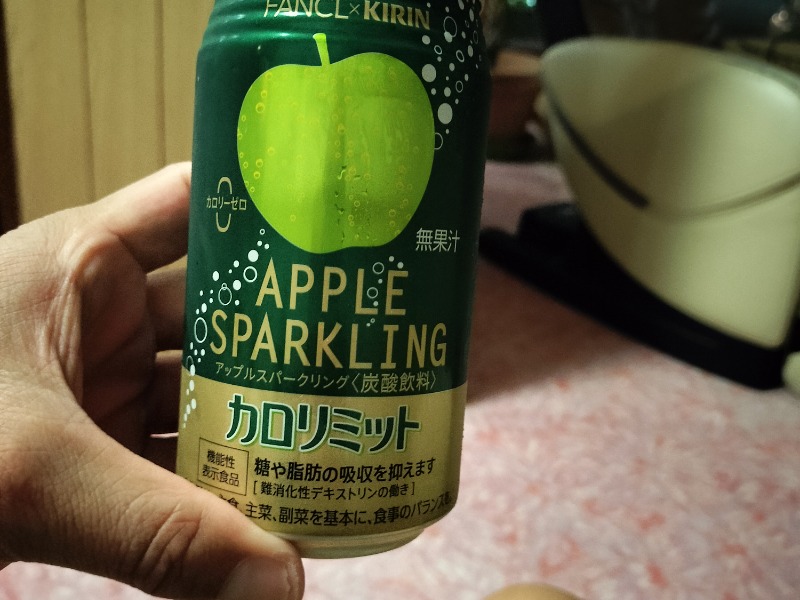 FANCL×KIRIN
カロリーゼロ
0
無果汁
APPLE
SPARKLING
アップルスパークリング〈炭酸飲料〉
カロリミット
機能性
表示食品
糖や脂肪の吸収を抑えます
[難消化性デキストリンの働き]
主食、主菜、副菜を基本に、食事のバランスを